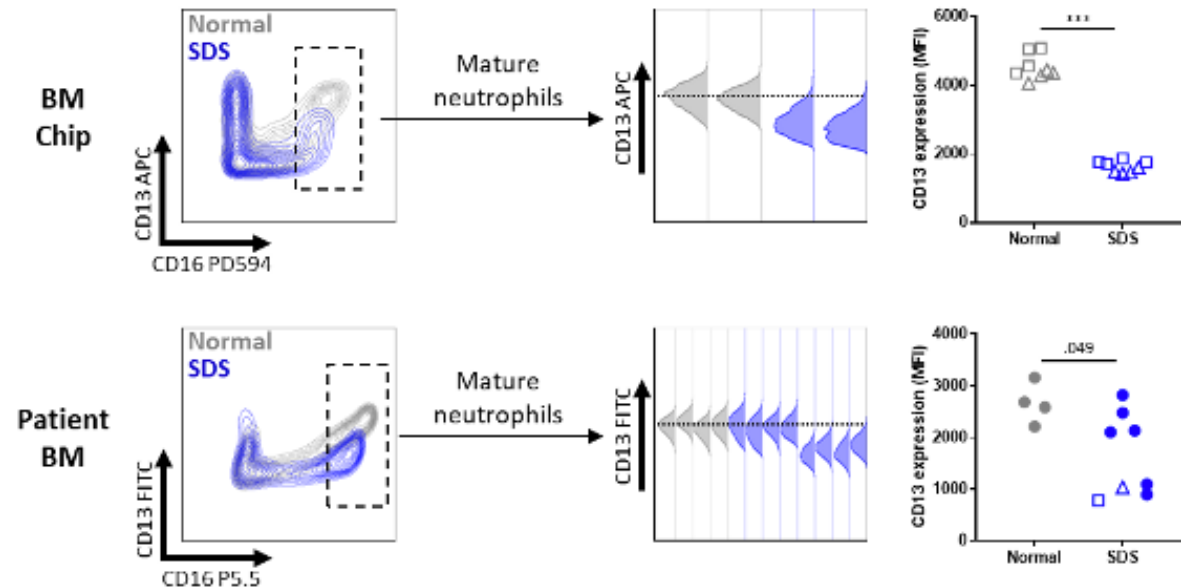 Normal
SDS
BM
Chip
CD13 APC
CD16 PD594
Mature
neutrophils
CD13 APC
CD13 expression (MFI)
6000
4000
2000
0
***
Normal
SDS
Normal
SDS
Patient
BM
CD13 FITC
CD16 P5.5
Mature
neutrophils
CD13 FITC
CD13 expression (MFI)
4000
3000
2000
1000
0
.049
Normal
SDS